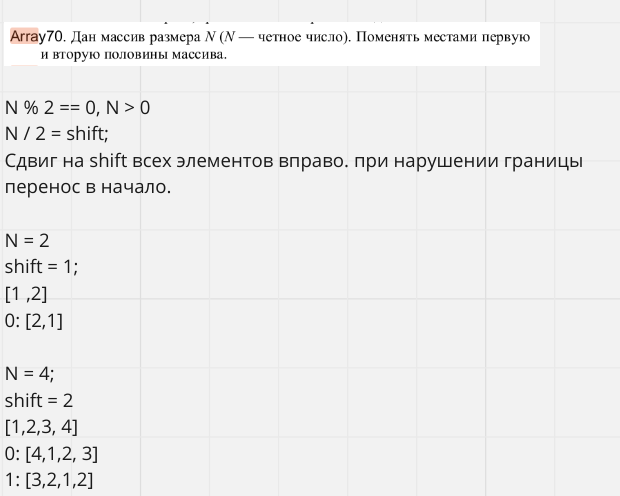 Array70. Дан массив размера N (N — четное число). Поменять местами первую
и вторую половины массива.
N % 2 == 0, N > 0
N / 2 = shift;
Сдвиг на shift всех элементов вправо. при нарушении границы
перенос в начало.
N = 2
shift = 1;
[1 ,2]
0: [2,1]
N = 4;
shift = 2
[1,2,3, 4]
0: [4,1,2, 3]
1: [3,2,1,2]